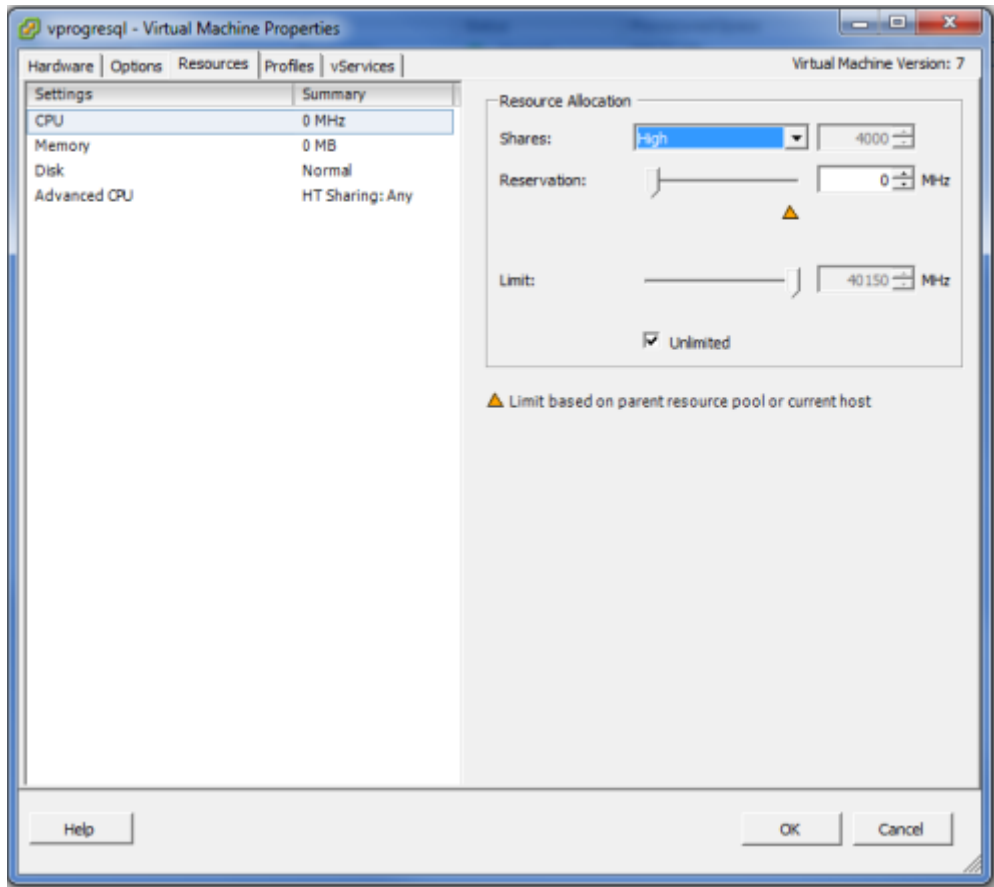 vprogresql - Virtual Machine Properties
Hardware Options Resources Profiles vServices Virtual Machine Version: 7
Settings Summary
CPU 0 MHz
Memory 0 MB
Disk Normal
Advanced CPU HT Sharing: Any
Resource Allocation
Shares: High 4000
Reservation: 0 MHz
Limit: 40150 MHz
Unlimited
Limit based on parent resource pool or current host
Help OK Cancel